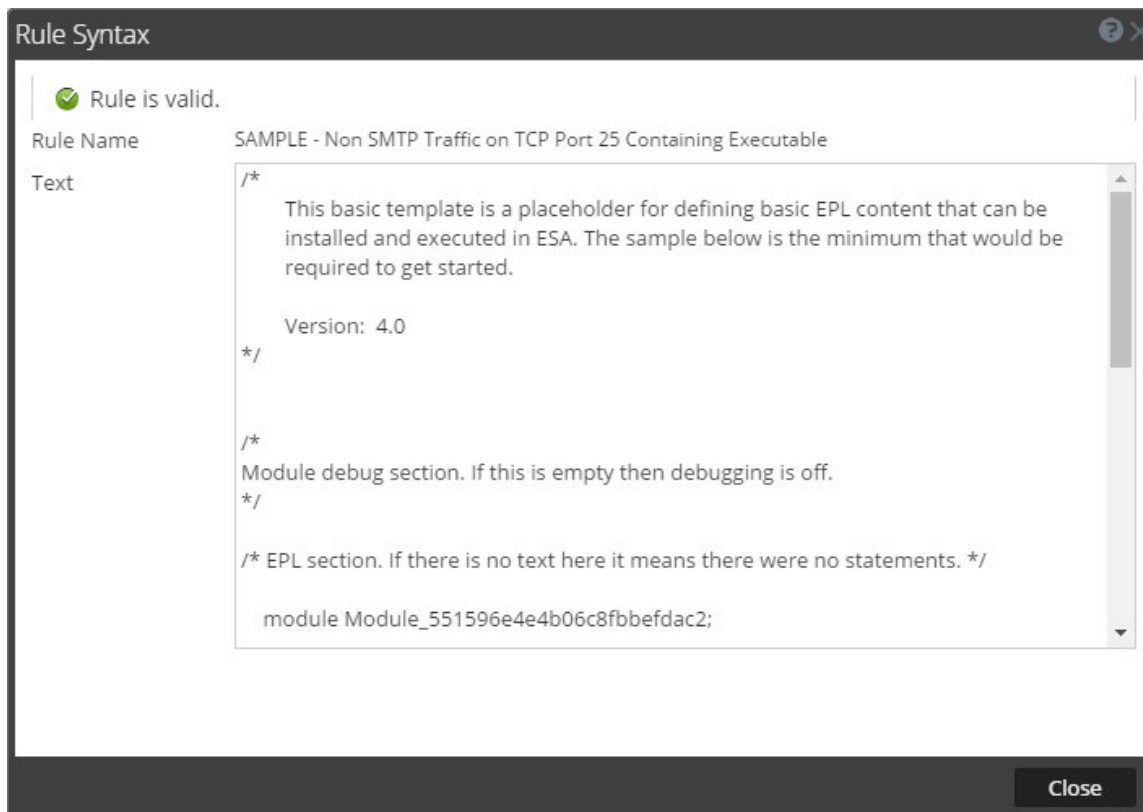 Rule Syntax
Rule is valid.
Rule Name SAMPLE - Non SMTP Traffic on TCP Port 25 Containing Executable
Text
/*
This basic template is a placeholder for defining basic EPL content that can be
installed and executed in ESA. The sample below is the minimum that would be
required to get started.
Version: 4.0
*/
/*
Module debug section. If this is empty then debugging is off.
*/
/* EPL section. If there is no text here it means there were no statements. */
module Module_551596e4e4b06c8fbbefdac2;
Close